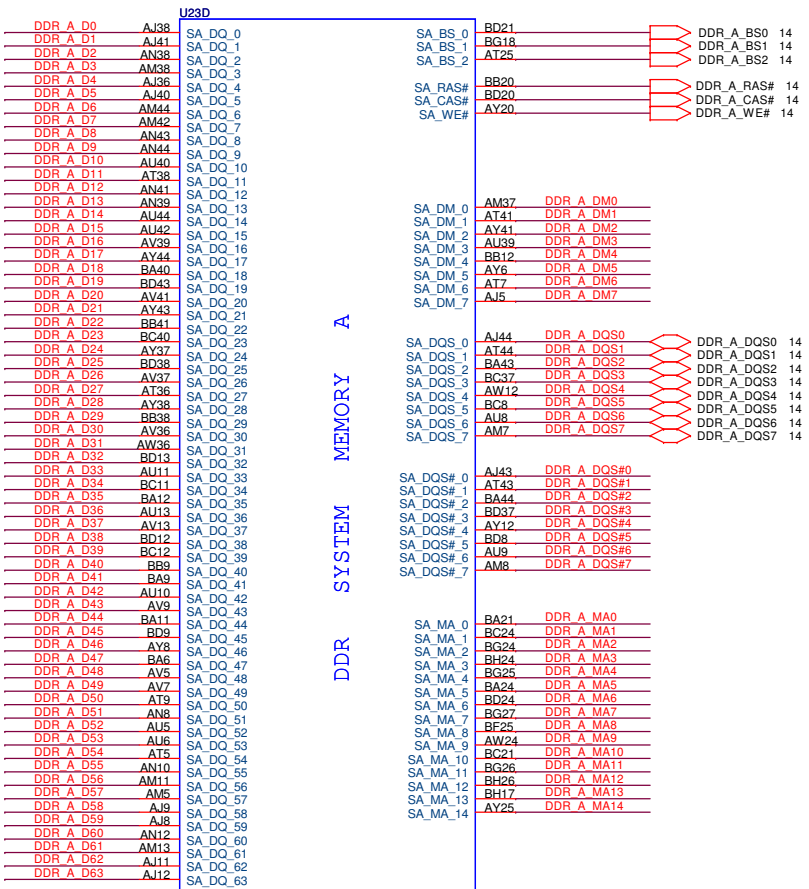 U23D
DDR_A_D0 AJ38 SA_DQ_0
DDR_A_D1 AJ41 SA_DQ_1
DDR_A_D2 AN38 SA_DQ_2
DDR_A_D3 AM38 SA_DQ_3
DDR_A_D4 AJ36 SA_DQ_4
DDR_A_D5 AJ40 SA_DQ_5
DDR_A_D6 AM44 SA_DQ_6
DDR_A_D7 AM42 SA_DQ_7
DDR_A_D8 AN43 SA_DQ_8
DDR_A_D9 AN44 SA_DQ_9
DDR_A_D10 AU40 SA_DQ_10
DDR_A_D11 AT38 SA_DQ_11
DDR_A_D12 AN41 SA_DQ_12
DDR_A_D13 AN39 SA_DQ_13
DDR_A_D14 AU44 SA_DQ_14
DDR_A_D15 AU42 SA_DQ_15
DDR_A_D16 AV39 SA_DQ_16
DDR_A_D17 AY44 SA_DQ_17
DDR_A_D18 BA40 SA_DQ_18
DDR_A_D19 BD43 SA_DQ_19
DDR_A_D20 AV41 SA_DQ_20
DDR_A_D21 AY43 SA_DQ_21
DDR_A_D22 BB41 SA_DQ_22
DDR_A_D23 BC40 SA_DQ_23
DDR_A_D24 AY37 SA_DQ_24
DDR_A_D25 BD38 SA_DQ_25
DDR_A_D26 AV37 SA_DQ_26
DDR_A_D27 AT36 SA_DQ_27
DDR_A_D28 AY38 SA_DQ_28
DDR_A_D29 BB38 SA_DQ_29
DDR_A_D30 AV36 SA_DQ_30
DDR_A_D31 AW36 SA_DQ_31
DDR_A_D32 BD13 SA_DQ_32
DDR_A_D33 AU11 SA_DQ_33
DDR_A_D34 BC11 SA_DQ_34
DDR_A_D35 BA12 SA_DQ_35
DDR_A_D36 AU13 SA_DQ_36
DDR_A_D37 AV13 SA_DQ_37
DDR_A_D38 BD12 SA_DQ_38
DDR_A_D39 BC12 SA_DQ_39
DDR_A_D40 BB9 SA_DQ_40
DDR_A_D41 BA9 SA_DQ_41
DDR_A_D42 AU10 SA_DQ_42
DDR_A_D43 AV9 SA_DQ_43
DDR_A_D44 BA11 SA_DQ_44
DDR_A_D45 BD9 SA_DQ_45
DDR_A_D46 AY8 SA_DQ_46
DDR_A_D47 BA6 SA_DQ_47
DDR_A_D48 AV5 SA_DQ_48
DDR_A_D49 AV7 SA_DQ_49
DDR_A_D50 AT9 SA_DQ_50
DDR_A_D51 AN8 SA_DQ_51
DDR_A_D52 AU5 SA_DQ_52
DDR_A_D53 AU6 SA_DQ_53
DDR_A_D54 AT5 SA_DQ_54
DDR_A_D55 AN10 SA_DQ_55
DDR_A_D56 AM11 SA_DQ_56
DDR_A_D57 AM5 SA_DQ_57
DDR_A_D58 AJ9 SA_DQ_58
DDR_A_D59 AJ8 SA_DQ_59
DDR_A_D60 AN12 SA_DQ_60
DDR_A_D61 AM13 SA_DQ_61
DDR_A_D62 AJ11 SA_DQ_62
DDR_A_D63 AJ12 SA_DQ_63
DDR SYSTEM MEMORY A
SA_BS_0 BD21 DDR_A_BS0 14
SA_BS_1 BG18 DDR_A_BS1 14
SA_BS_2 AT25 DDR_A_BS2 14
SA_RAS# BB20 DDR_A_RAS# 14
SA_CAS# BD20 DDR_A_CAS# 14
SA_WE# AY20 DDR_A_WE# 14
SA_DM_0 AM37 DDR_A_DM0
SA_DM_1 AT41 DDR_A_DM1
SA_DM_2 AY41 DDR_A_DM2
SA_DM_3 AU39 DDR_A_DM3
SA_DM_4 BB12 DDR_A_DM4
SA_DM_5 AY6 DDR_A_DM5
SA_DM_6 AT7 DDR_A_DM6
SA_DM_7 AJ5 DDR_A_DM7
SA_DQS_0 AJ44 DDR_A_DQS0 DDR_A_DQS0 14
SA_DQS_1 AT44 DDR_A_DQS1 DDR_A_DQS1 14
SA_DQS_2 BA43 DDR_A_DQS2 DDR_A_DQS2 14
SA_DQS_3 BC37 DDR_A_DQS3 DDR_A_DQS3 14
SA_DQS_4 AW12 DDR_A_DQS4 DDR_A_DQS4 14
SA_DQS_5 BC8 DDR_A_DQS5 DDR_A_DQS5 14
SA_DQS_6 AU8 DDR_A_DQS6 DDR_A_DQS6 14
SA_DQS_7 AM7 DDR_A_DQS7 DDR_A_DQS7 14
SA_DQS#_0 AJ43 DDR_A_DQS#0
SA_DQS#_1 AT43 DDR_A_DQS#1
SA_DQS#_2 BA44 DDR_A_DQS#2
SA_DQS#_3 BD37 DDR_A_DQS#3
SA_DQS#_4 AY12 DDR_A_DQS#4
SA_DQS#_5 BD8 DDR_A_DQS#5
SA_DQS#_6 AU9 DDR_A_DQS#6
SA_DQS#_7 AM8 DDR_A_DQS#7
SA_MA_0 BA21 DDR_A_MA0
SA_MA_1 BC24 DDR_A_MA1
SA_MA_2 BG24 DDR_A_MA2
SA_MA_3 BH24 DDR_A_MA3
SA_MA_4 BG25 DDR_A_MA4
SA_MA_5 BA24 DDR_A_MA5
SA_MA_6 BD24 DDR_A_MA6
SA_MA_7 BG27 DDR_A_MA7
SA_MA_8 BF25 DDR_A_MA8
SA_MA_9 AW24 DDR_A_MA9
SA_MA_10 BC21 DDR_A_MA10
SA_MA_11 BG26 DDR_A_MA11
SA_MA_12 BH26 DDR_A_MA12
SA_MA_13 BH17 DDR_A_MA13
SA_MA_14 AY25 DDR_A_MA14